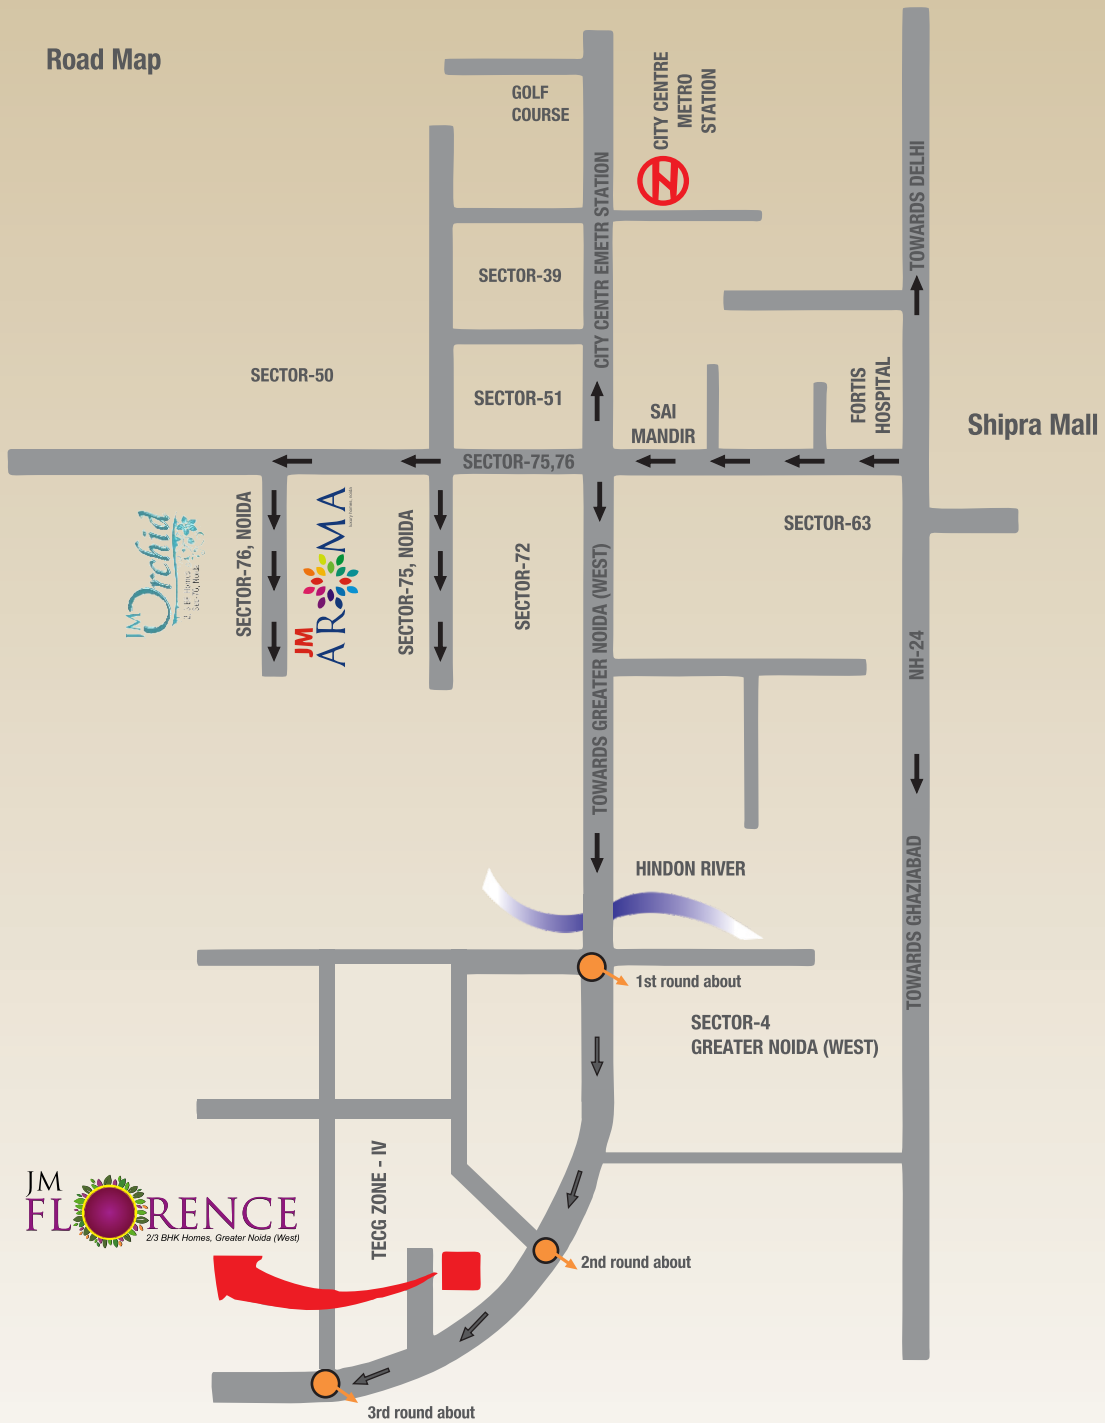 Road Map
GOLF
COURSE
CITY CENTRE
METRO
STATION
CITY CENTR EMETR STATION
TOWARDS DELHI
SECTOR-39
SECTOR-50
SECTOR-51
SAI
MANDIR
FORTIS
HOSPITAL
Shipra Mall
SECTOR-75,76
SECTOR-63
JM Orchid
SECTOR-76, NOIDA
JM
AROMA
SECTOR-75, NOIDA
SECTOR-72
TOWARDS GREATER NOIDA (WEST)
NH-24
HINDON RIVER
TOWARDS GHAZIABAD
1st round about
SECTOR-4
GREATER NOIDA (WEST)
TECG ZONE - IV
JM
FLORENCE
2/3 BHK Homes, Greater Noida (West)
2nd round about
3rd round about